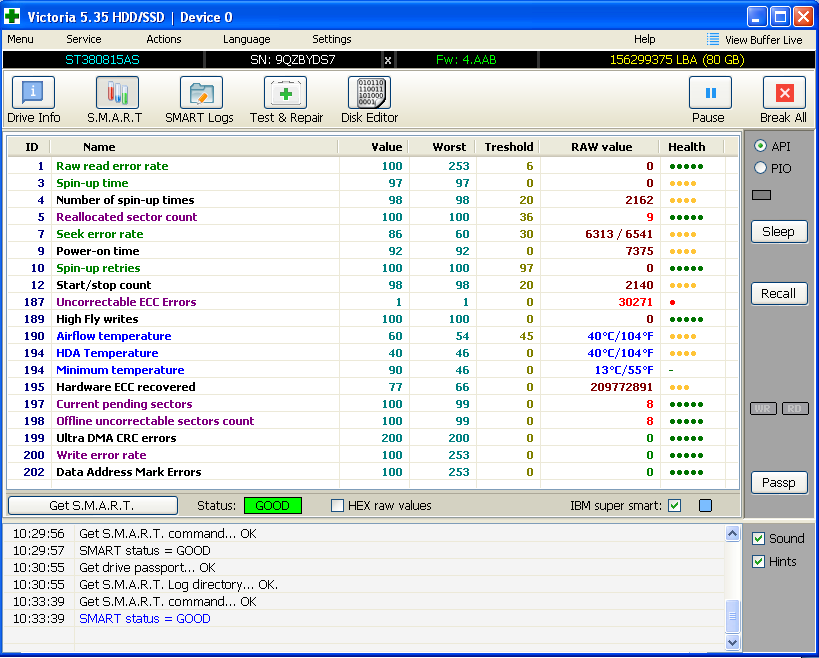 Victoria 5.35 HDD/SSD | Device 0
Menu Service Actions Language Settings Help View Buffer Live
ST380815AS SN: 9QZBYDS7 x Fw: 4.AAB 156299375 LBA (80 GB)
Drive Info S.M.A.R.T SMART Logs Test & Repair Disk Editor Pause Break All
ID Name Value Worst Treshold RAW value Health
1 Raw read error rate 100 253 6 0 •••••
3 Spin-up time 97 97 0 0 ••••
4 Number of spin-up times 98 98 20 2162 ••••
5 Reallocated sector count 100 100 36 9 •••••
7 Seek error rate 86 60 30 6313 / 6541 ••••
9 Power-on time 92 92 0 7375 ••••
10 Spin-up retries 100 100 97 0 •••••
12 Start/stop count 98 98 20 2140 ••••
187 Uncorrectable ECC Errors 1 1 0 30271 •
189 High Fly writes 100 100 0 0 •••••
190 Airflow temperature 60 54 45 40°C/104°F ••••
194 HDA Temperature 40 46 0 40°C/104°F ••••
194 Minimum temperature 90 46 0 13°C/55°F -
195 Hardware ECC recovered 77 66 0 209772891 •••
197 Current pending sectors 100 99 0 8 •••••
198 Offline uncorrectable sectors count 100 99 0 8 •••••
199 Ultra DMA CRC errors 200 200 0 0 •••••
200 Write error rate 100 253 0 0 •••••
202 Data Address Mark Errors 100 253 0 0 •••••
API
PIO
Sleep
Recall
WR RD
Passp
Get S.M.A.R.T. Status: GOOD HEX raw values IBM super smart:
10:29:56 Get S.M.A.R.T. command... OK
10:29:57 SMART status = GOOD
10:30:55 Get drive passport... OK
10:30:55 Get S.M.A.R.T. Log directory... OK.
10:33:39 Get S.M.A.R.T. command... OK
10:33:39 SMART status = GOOD
Sound
Hints